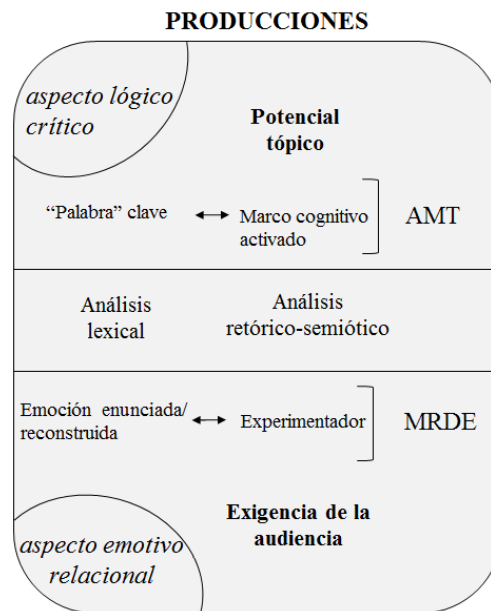 PRODUCCIONES
aspecto lógico
crítico
Potencial
tópico
“Palabra” clave
Marco cognitivo
activado
AMT
Análisis
lexical
Análisis
retórico-semiótico
Emoción enunciada/
reconstruida
Experimentador
MRDE
Exigencia de la
audiencia
aspecto emotivo
relacional